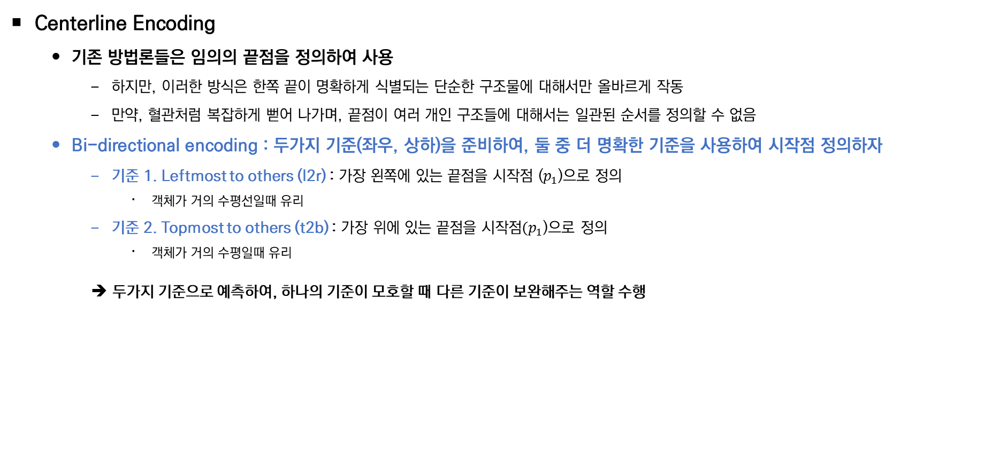 ▪ Centerline Encoding
• 기존 방법론들은 임의의 끝점을 정의하여 사용
– 하지만, 이러한 방식은 한쪽 끝이 명확하게 식별되는 단순한 구조물에 대해서만 올바르게 작동
– 만약, 혈관처럼 복잡하게 뻗어 나가며, 끝점이 여러 개인 구조들에 대해서는 일관된 순서를 정의할 수 없음
• Bi-directional encoding : 두가지 기준(좌우, 상하)을 준비하여, 둘 중 더 명확한 기준을 사용하여 시작점 정의하자
– 기준 1. Leftmost to others (l2r) : 가장 왼쪽에 있는 끝점을 시작점 (p₁)으로 정의
· 객체가 거의 수평선일때 유리
– 기준 2. Topmost to others (t2b) : 가장 위에 있는 끝점을 시작점(p₁)으로 정의
· 객체가 거의 수평일때 유리
➔ 두가지 기준으로 예측하여, 하나의 기준이 모호할 때 다른 기준이 보완해주는 역할 수행